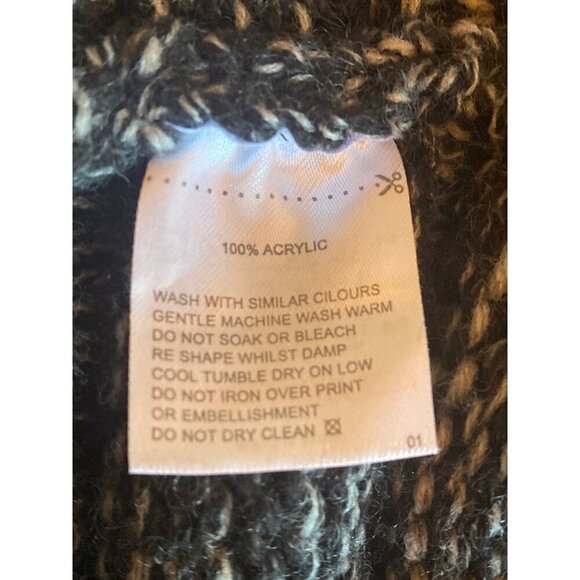 100% ACRYLIC
WASH WITH SIMILAR CILOURS
GENTLE MACHINE WASH WARM
DO NOT SOAK OR BLEACH
RE SHAPE WHILST DAMP
COOL TUMBLE DRY ON LOW
DO NOT IRON OVER PRINT
OR EMBELLISHMENT
DO NOT DRY CLEAN
01